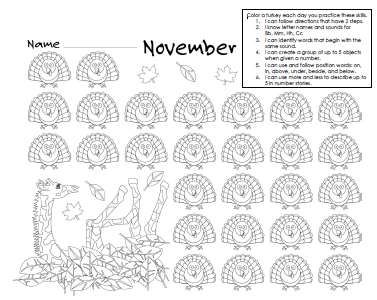 Name
November
Color a turkey each day you practice these skills.
1. I can follow directions that have 2 steps.
2. I know letter names and sounds for
Bb, Mm, Hh, Cc
3. I can identify words that begin with the
same sound.
4. I can create a group of up to 5 objects
when given a number.
5. I can use and follow position words on,
in, above, under, beside, and below.
6. I can use more and less to describe up to
5 in number stories.